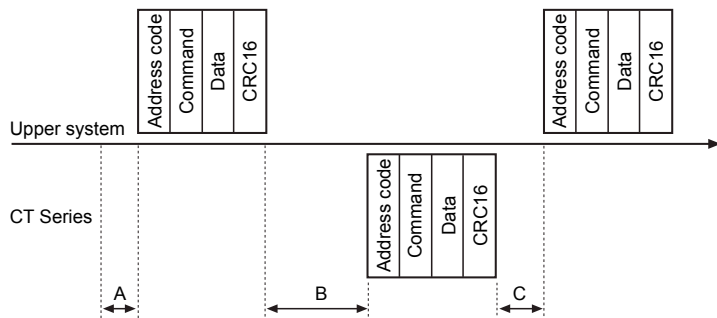 Address code
Command
Data
CRC16
Address code
Command
Data
CRC16
Upper system
Address code
Command
Data
CRC16
CT Series
A
B
C